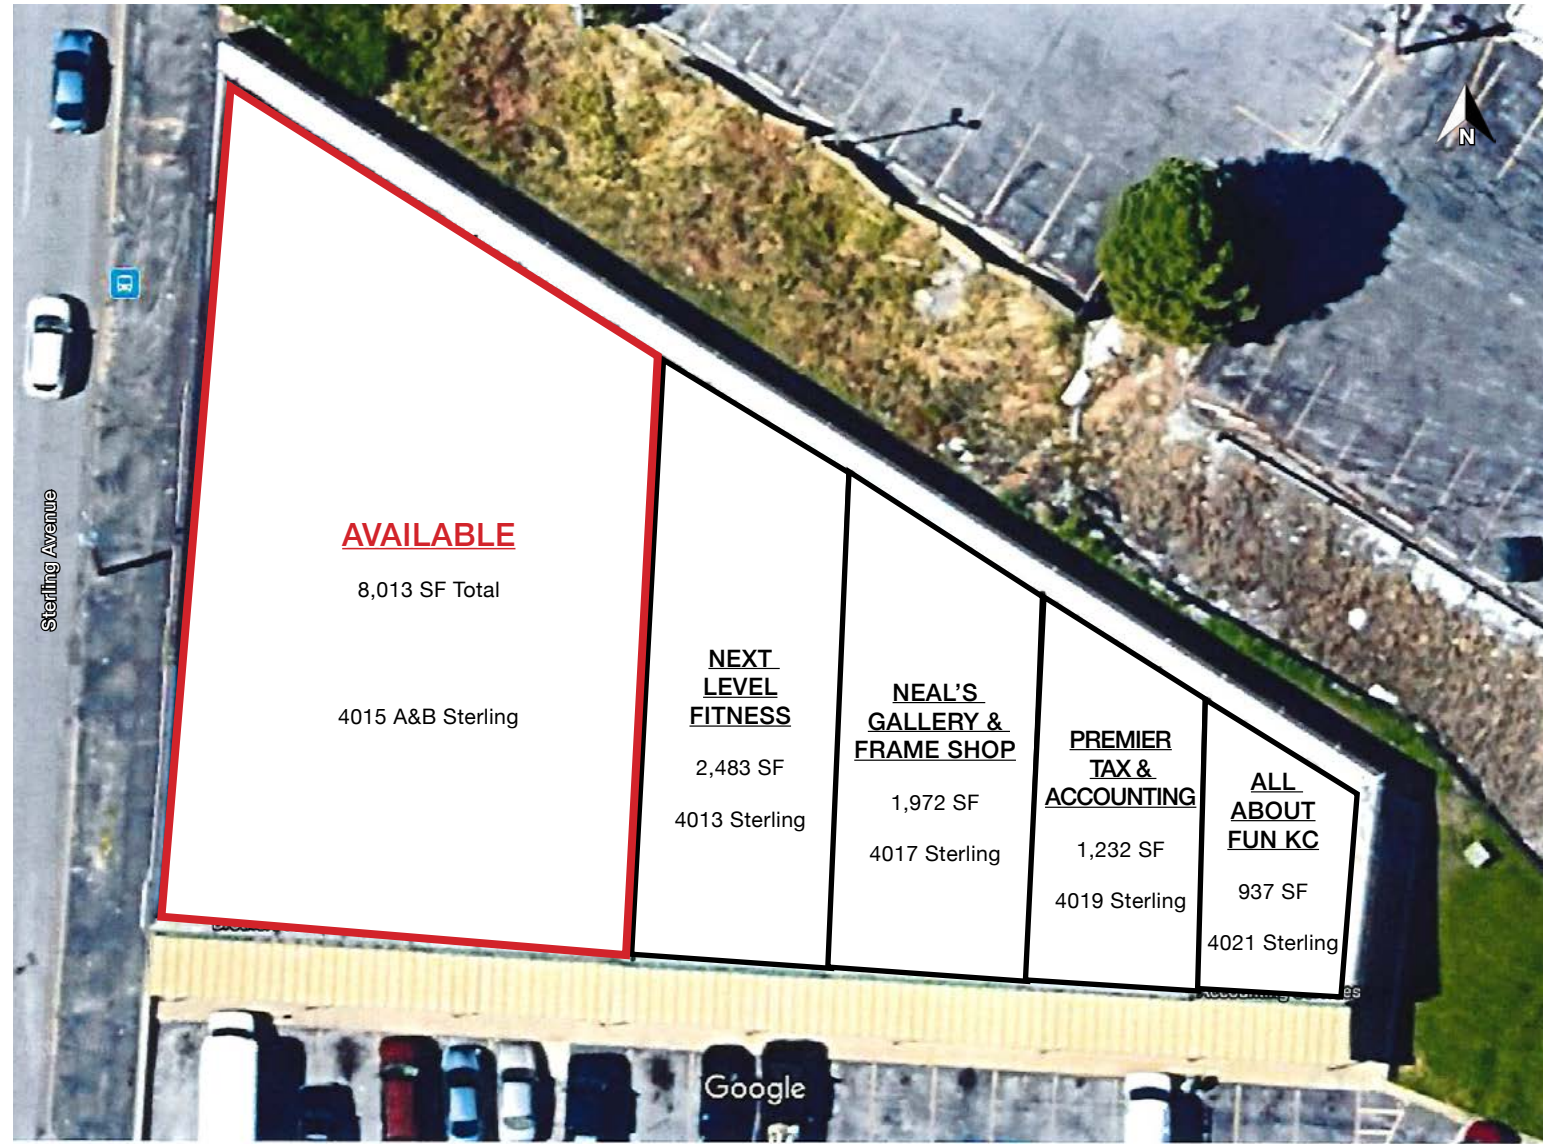 N
Sterling Avenue
AVAILABLE
8,013 SF Total
4015 A&B Sterling
NEXT
LEVEL
FITNESS
2,483 SF
4013 Sterling
NEAL’S
GALLERY &
FRAME SHOP
1,972 SF
4017 Sterling
PREMIER
TAX &
ACCOUNTING
1,232 SF
4019 Sterling
ALL
ABOUT
FUN KC
937 SF
4021 Sterling
Google